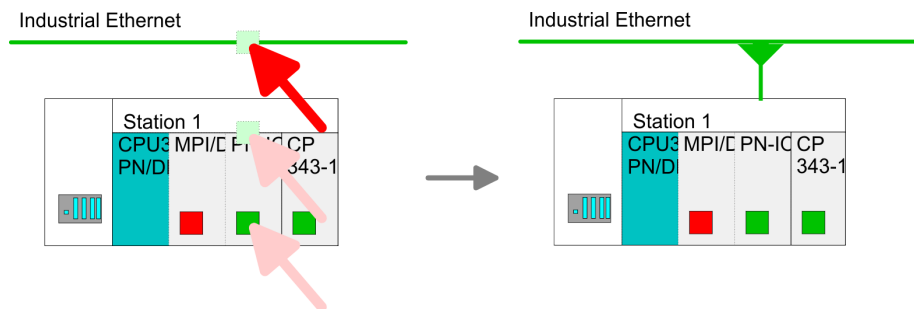 Industrial Ethernet
Station 1
CPU3 MPI/D CP
PN/DI 343-1
Industrial Ethernet
Station 1
CPU3 MPI/D PN-IO CP
PN/DI 343-1